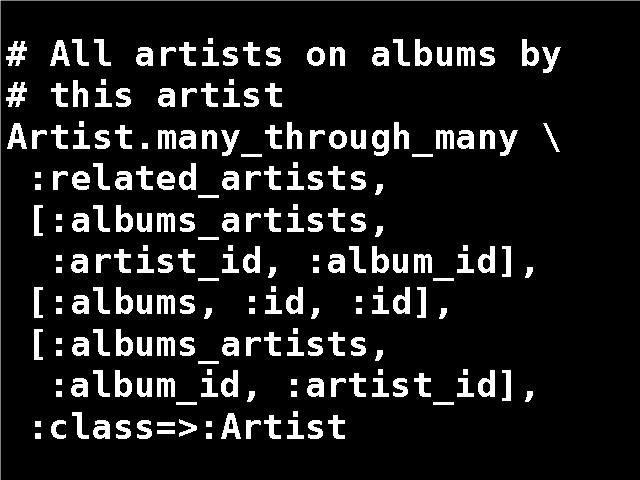 # All artists on albums by
# this artist
Artist.many_through_many \
 :related_artists,
 [:albums_artists,
  :artist_id, :album_id],
 [:albums, :id, :id],
 [:albums_artists,
  :album_id, :artist_id],
 :class=>:Artist